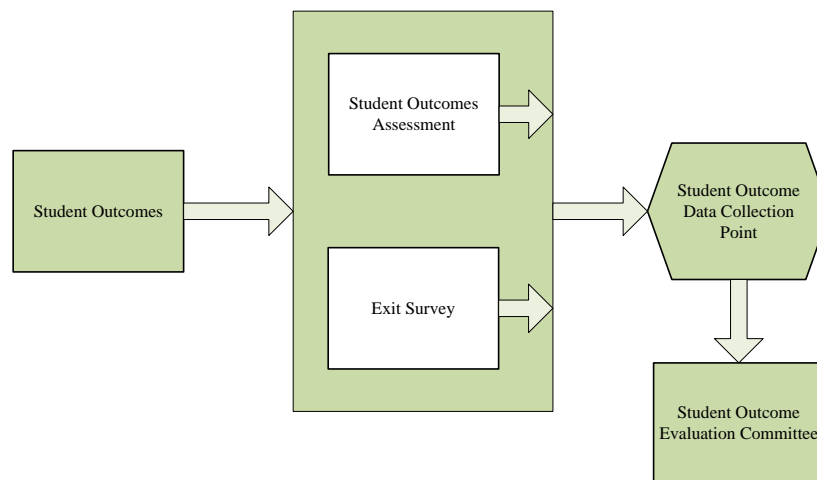 Student Outcomes
Student Outcomes
Assessment
Exit Survey
Student Outcome
Data Collection
Point
Student Outcome
Evaluation Committee